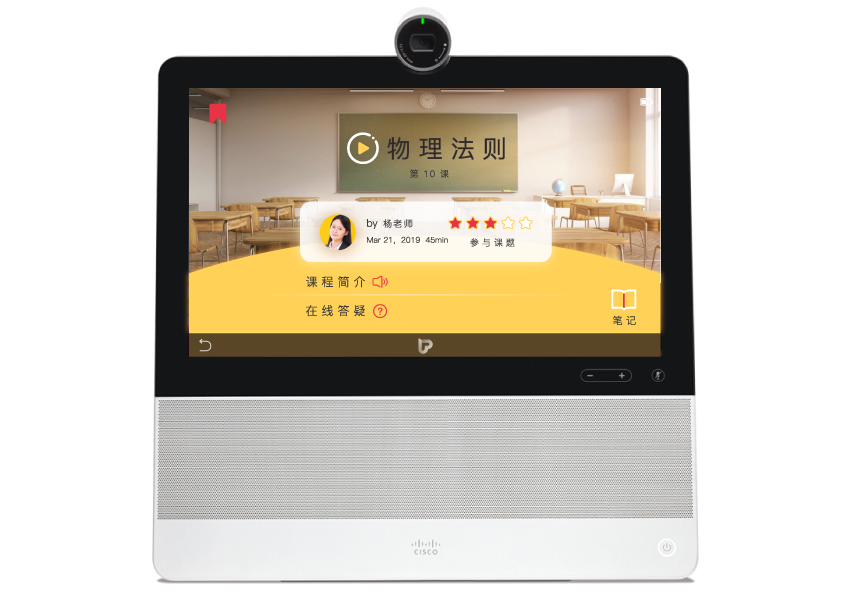 物理法则
第 10 课
by 杨老师
Mar 21, 2019 45min
参与课题
课程简介
在线答疑
?
笔记
− +
CISCO